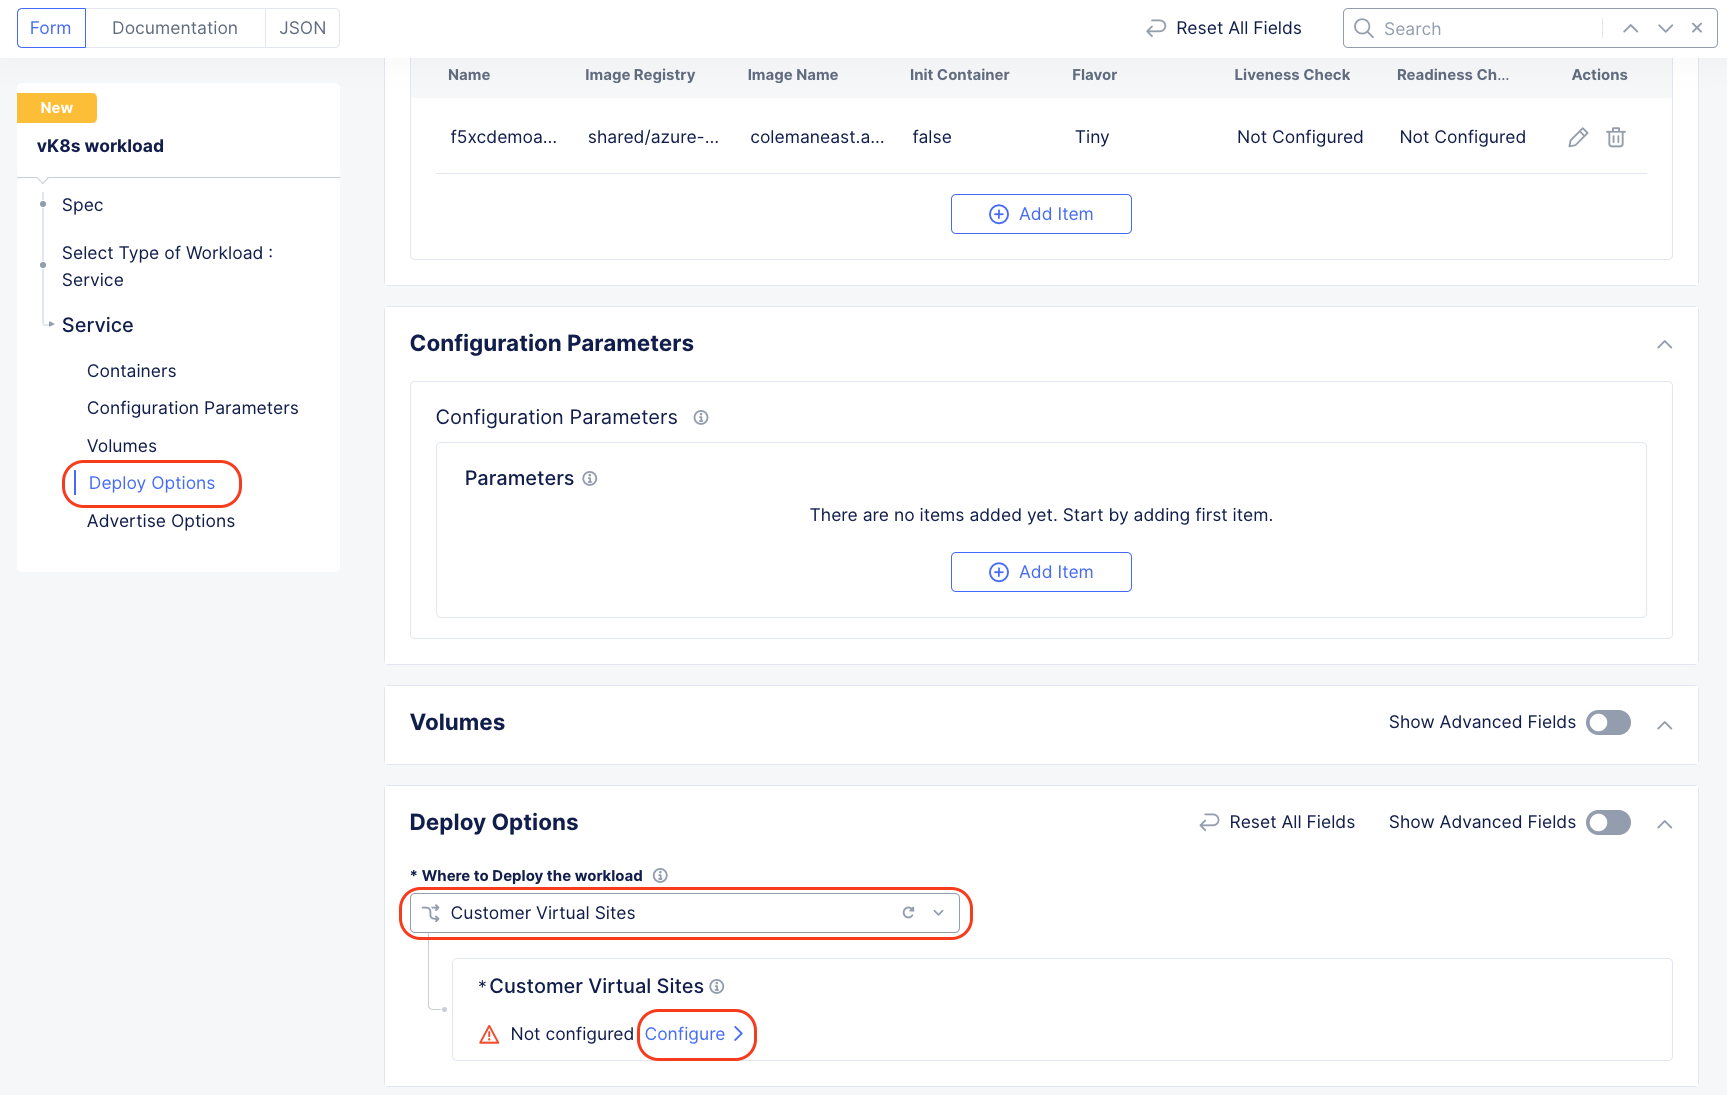 Form
Documentation
JSON
Reset All Fields
Search
New
vK8s workload
Spec
Select Type of Workload :
Service
Service
Containers
Configuration Parameters
Volumes
Deploy Options
Advertise Options
Name Image Registry Image Name Init Container Flavor Liveness Check Readiness Ch... Actions
f5xcdemoa... shared/azure-... colemaneast.a... false Tiny Not Configured Not Configured
Add Item
Configuration Parameters
Configuration Parameters
Parameters
There are no items added yet. Start by adding first item.
Add Item
Volumes
Show Advanced Fields
Deploy Options
Reset All Fields
Show Advanced Fields
* Where to Deploy the workload
Customer Virtual Sites
* Customer Virtual Sites
Not configured Configure